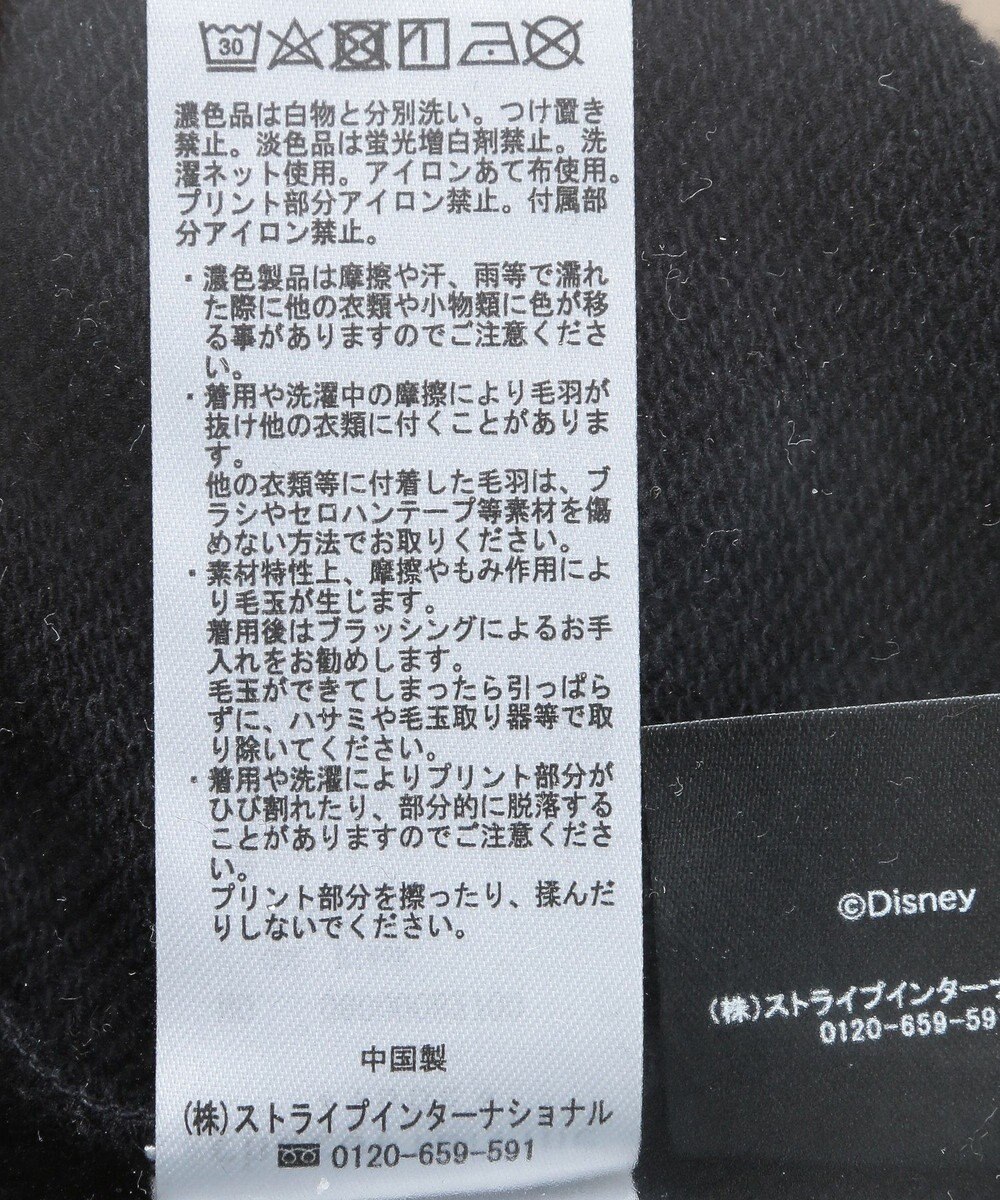 30
濃色品は白物と分別洗い。つけ置き
禁止。淡色品は蛍光増白剤禁止。洗
濯ネット使用。アイロンあて布使用。
プリント部分アイロン禁止。付属部
分アイロン禁止。
・濃色製品は摩擦や汗、雨等で濡れ
た際に他の衣類や小物類に色が移
る事がありますのでご注意くださ
い。
・着用や洗濯中の摩擦により毛羽が
抜け他の衣類に付くことがありま
す。
他の衣類等に付着した毛羽は、ブ
ラシやセロハンテープ等素材を傷
めない方法でお取りください。
・素材特性上、摩擦やもみ作用によ
り毛玉が生じます。
着用後はブラッシングによるお手
入れをお勧めします。
毛玉ができてしまったら引っぱら
ずに、ハサミや毛玉取り器等で取
り除いてください。
・着用や洗濯によりプリント部分が
ひび割れたり、部分的に脱落する
ことがありますのでご注意くださ
い。
プリント部分を擦ったり、揉んだ
りしないでください。
中国製
(株)ストライプインターナショナル
0120-659-591
©Disney
(株)ストライプインターナ
0120-659-59